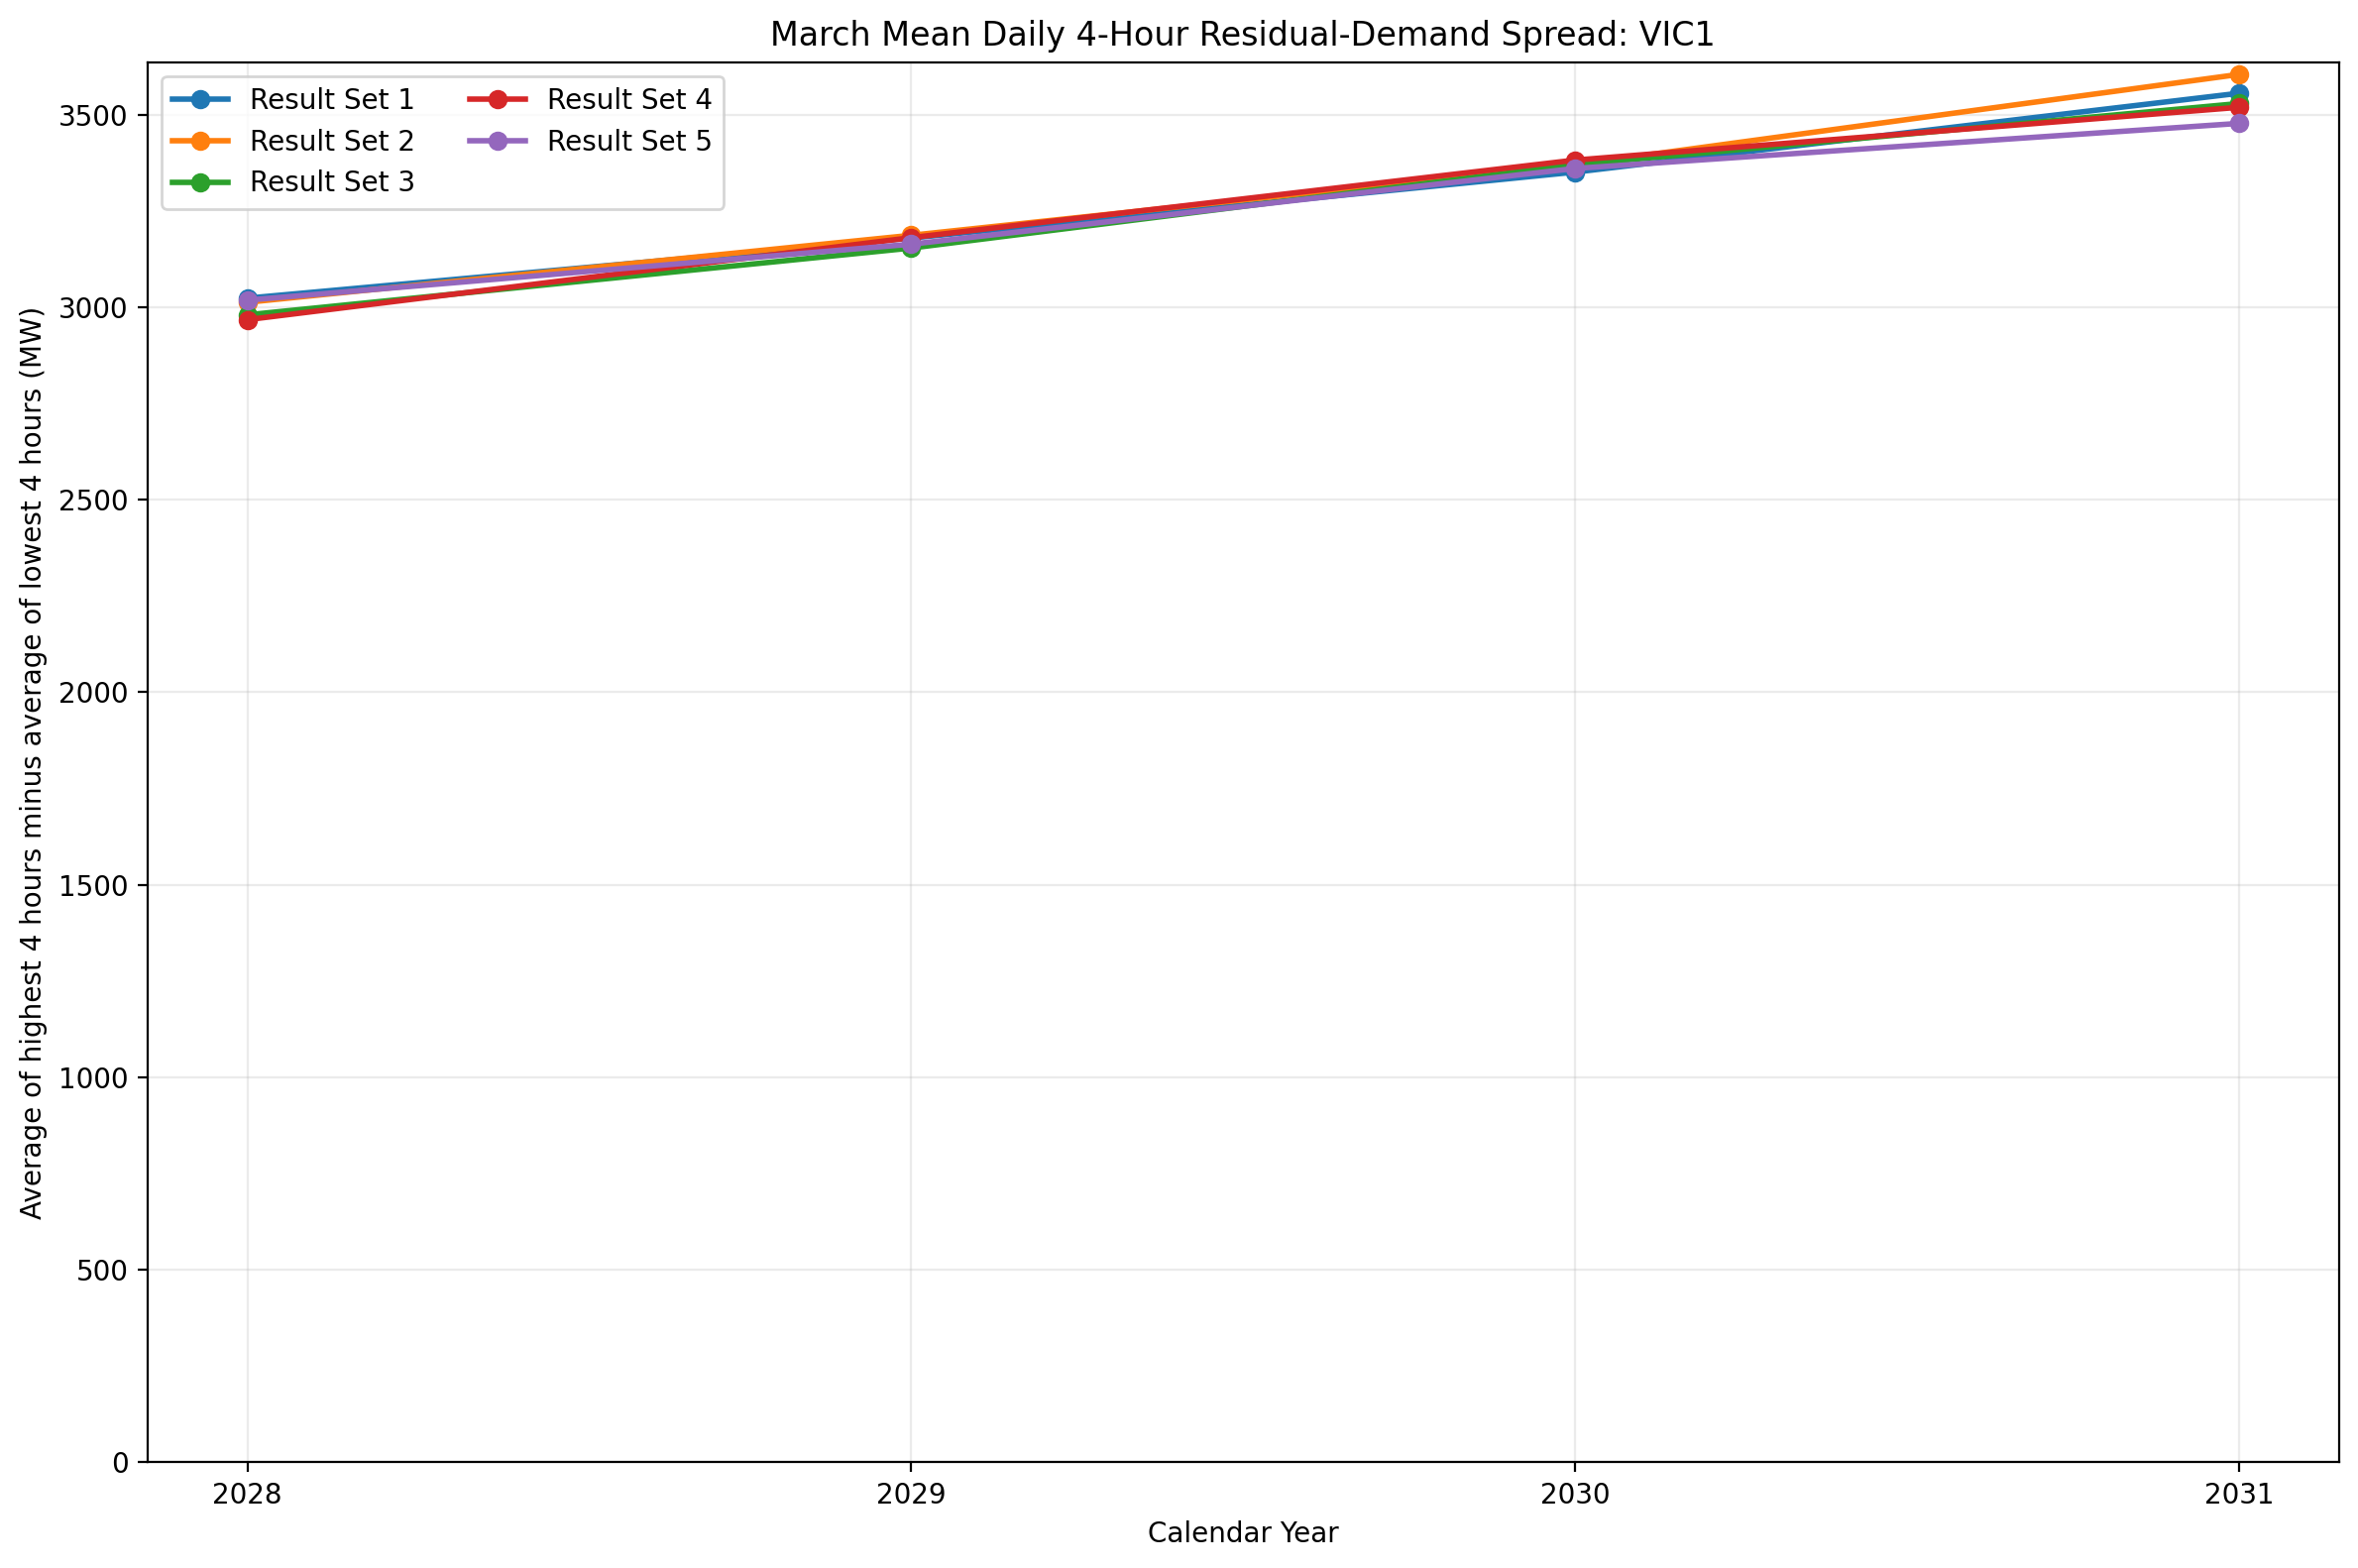 March Mean Daily 4-Hour Residual-Demand Spread: VIC1
Result Set 1
Result Set 2
Result Set 3
Result Set 4
Result Set 5
Average of highest 4 hours minus average of lowest 4 hours (MW)
3500
3000
2500
2000
1500
1000
500
0
2028
2029
2030
2031
Calendar Year